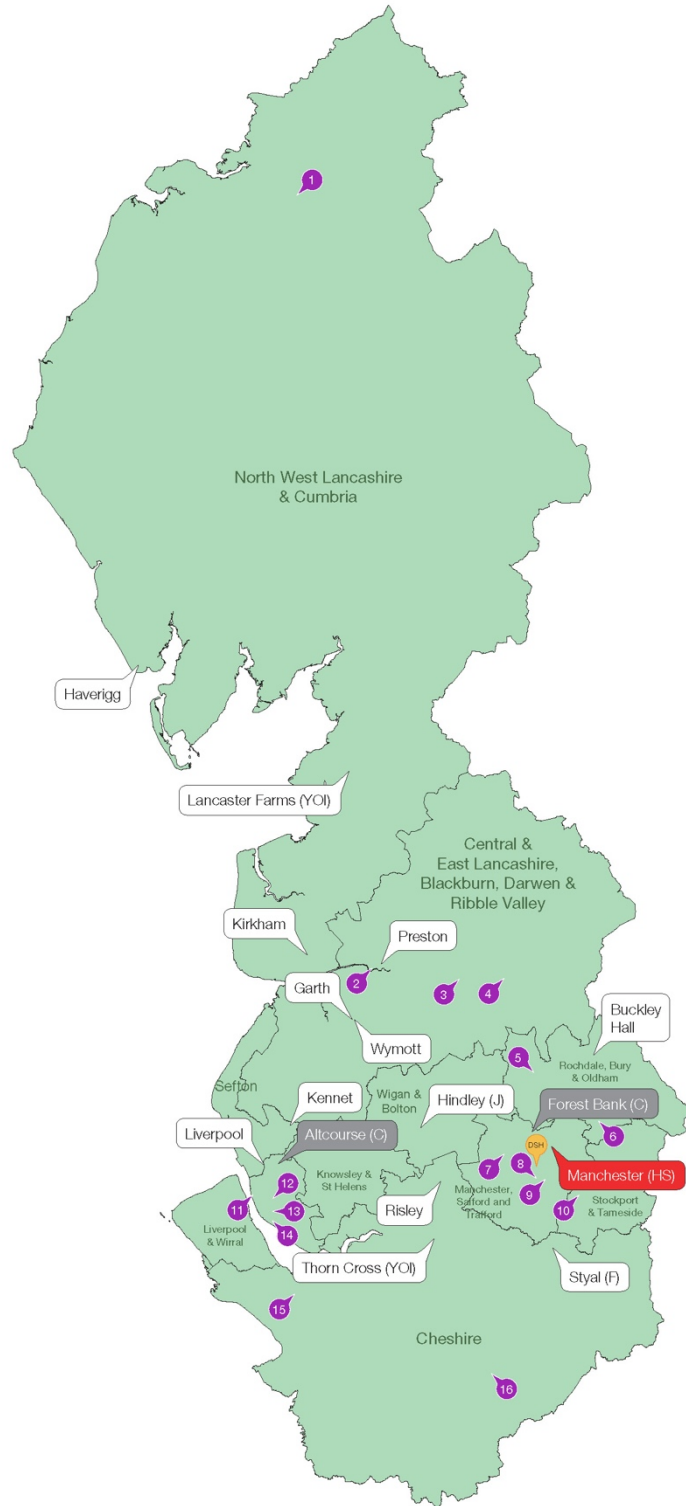 1
North West Lancashire
& Cumbria
Haverigg
Lancaster Farms (YOI)
Central &
East Lancashire,
Blackburn, Darwen &
Ribble Valley
Kirkham
Preston
2
3
4
Garth
Wymott
Buckley
Hall
5
Rochdale, Bury
& Oldham
Sefton
Kennet
Wigan &
Bolton
Hindley (J)
Forest Bank (C)
Liverpool
Altcourse (C)
6
DSH
Manchester (HS)
7
8
9
10
Manchester,
Salford and
Trafford
Stockport
& Tameside
Knowsley &
St Helens
12
11
13
14
Liverpool
& Wirral
Risley
Thorn Cross (YOI)
Styal (F)
15
Cheshire
16